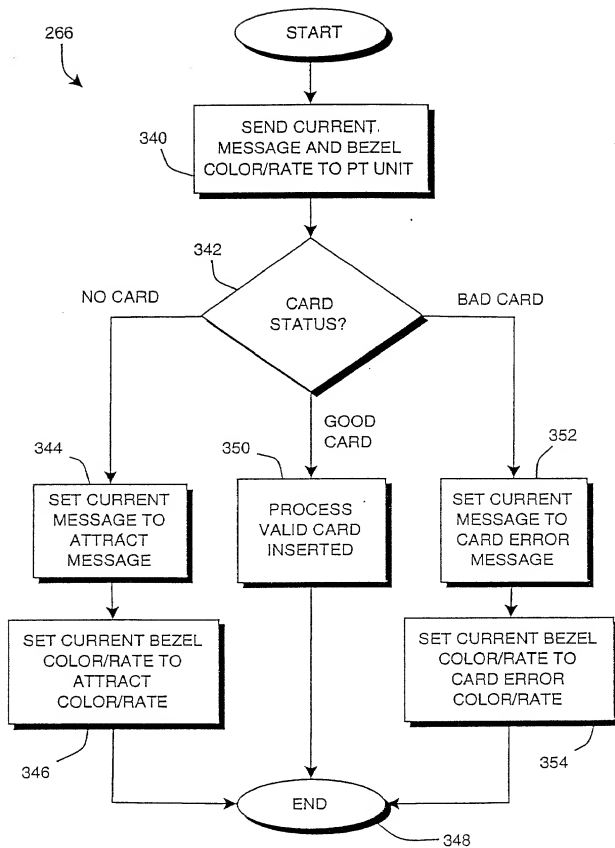 START
266
SEND CURRENT
MESSAGE AND BEZEL
COLOR/RATE TO PT UNIT
340
342
CARD
STATUS?
NO CARD
BAD CARD
GOOD
CARD
344
350
352
SET CURRENT
MESSAGE TO
ATTRACT
MESSAGE
PROCESS
VALID CARD
INSERTED
SET CURRENT
MESSAGE TO
CARD ERROR
MESSAGE
SET CURRENT BEZEL
COLOR/RATE TO
ATTRACT
COLOR/RATE
SET CURRENT BEZEL
COLOR/RATE TO
CARD ERROR
COLOR/RATE
346
354
END
348